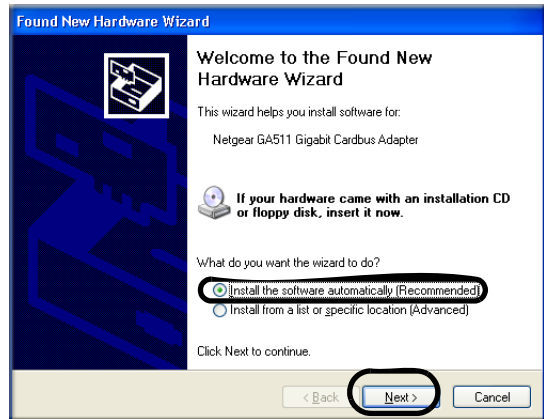 Found New Hardware Wizard
Welcome to the Found New
Hardware Wizard
This wizard helps you install software for:
Netgear GA511 Gigabit Cardbus Adapter
If your hardware came with an installation CD
or floppy disk, insert it now.
What do you want the wizard to do?
Install the software automatically (Recommended)
Install from a list or specific location (Advanced)
Click Next to continue.
< Back
Next >
Cancel